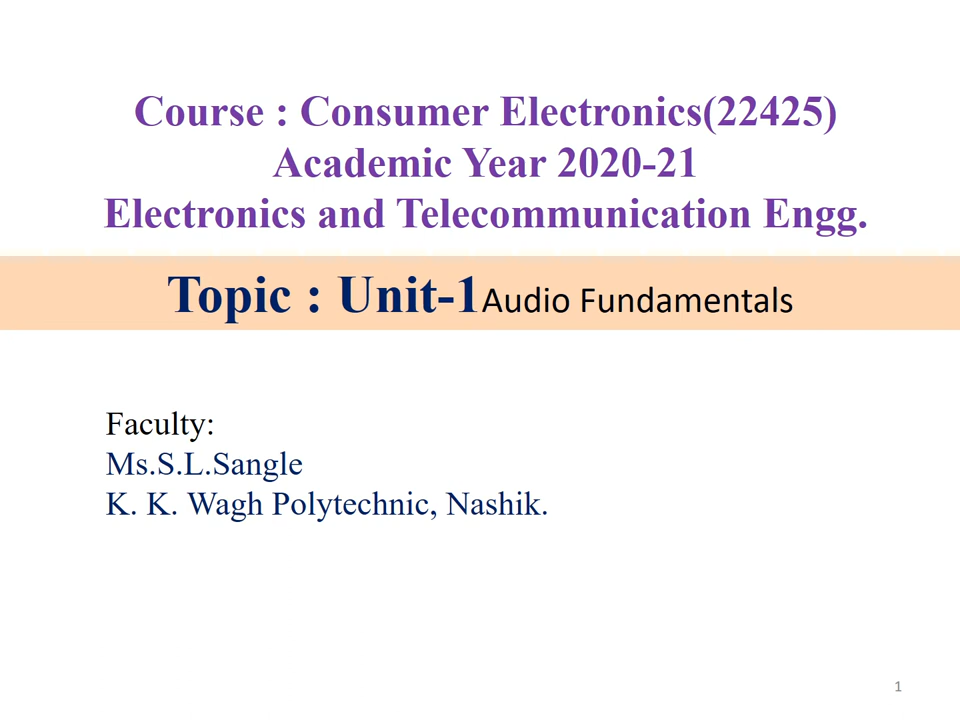 Course : Consumer Electronics(22425)
Academic Year 2020-21
Electronics and Telecommunication Engg.
Topic : Unit-1Audio Fundamentals
Faculty:
Ms.S.L.Sangle
K. K. Wagh Polytechnic, Nashik.
1